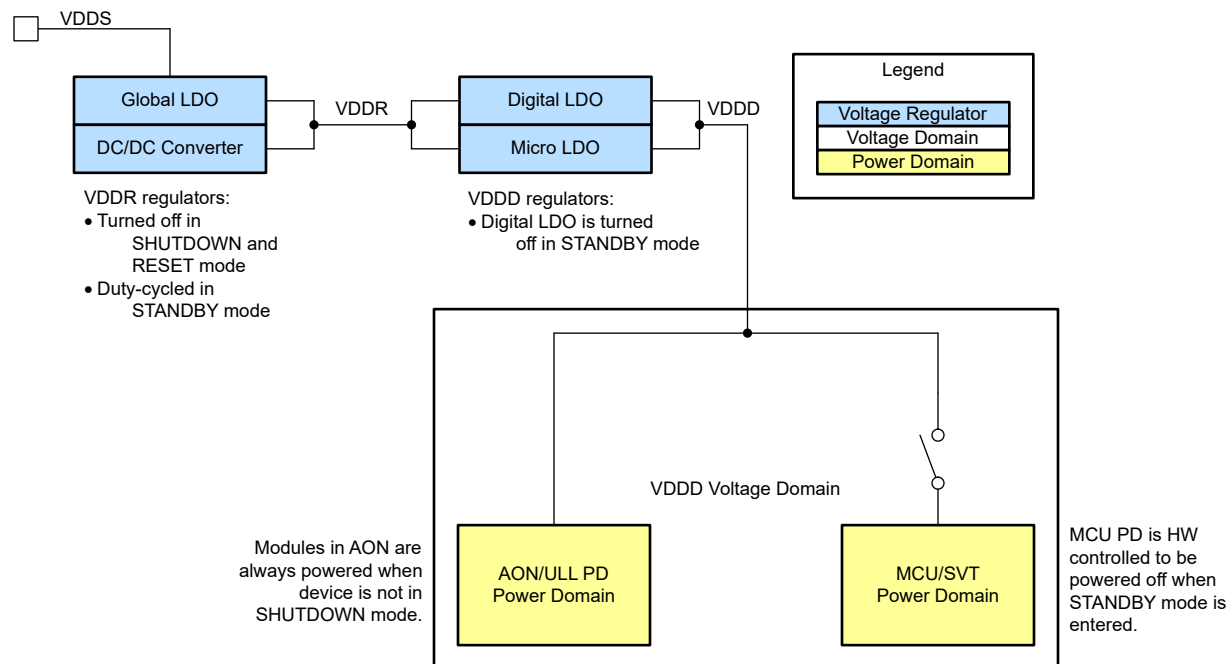 VDDS
Global LDO
DC/DC Converter
VDDR
Digital LDO
Micro LDO
VDDD
Legend
Voltage Regulator
Voltage Domain
Power Domain
VDDR regulators:
• Turned off in
SHUTDOWN and
RESET mode
• Duty-cycled in
STANDBY mode
VDDD regulators:
• Digital LDO is turned
off in STANDBY mode
VDDD Voltage Domain
Modules in AON are
always powered when
device is not in
SHUTDOWN mode.
AON/ULL PD
Power Domain
MCU/SVT
Power Domain
MCU PD is HW
controlled to be
powered off when
STANDBY mode is
entered.